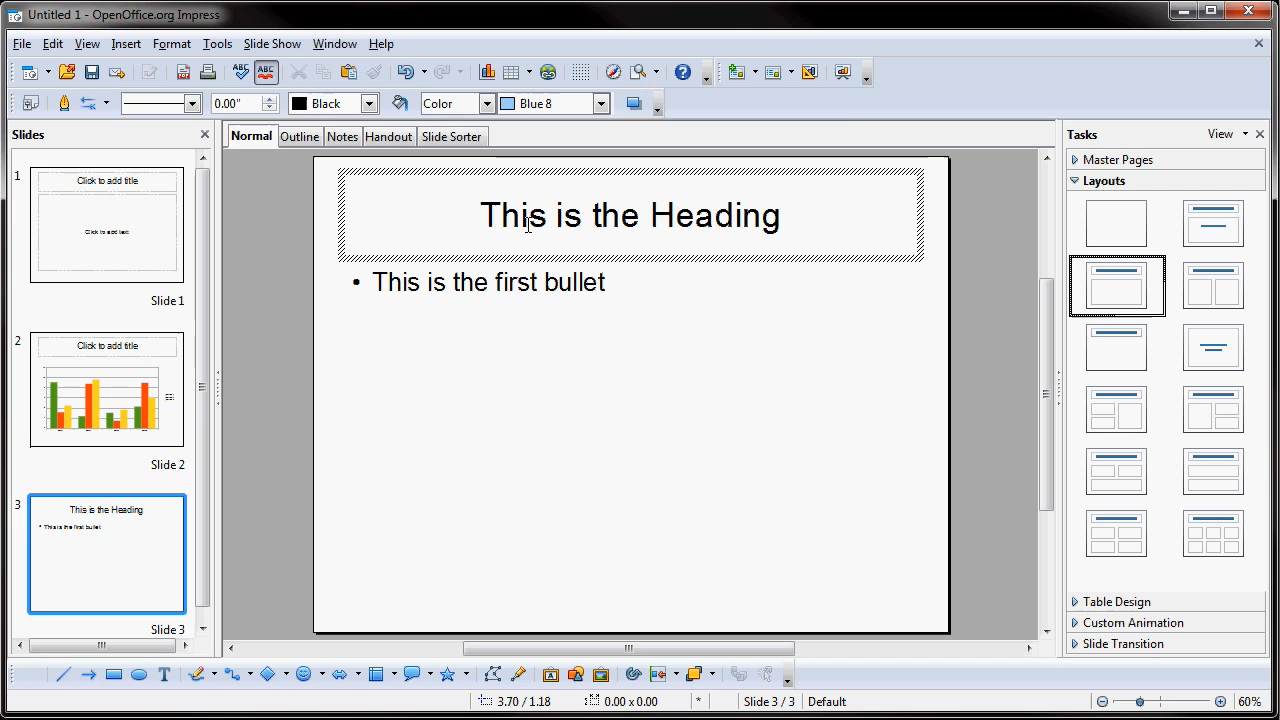 Untitled 1 - OpenOffice.org Impress
File Edit View Insert Format Tools Slide Show Window Help
0.00" Black Color Blue 8
Slides
Normal Outline Notes Handout Slide Sorter
Tasks View
Master Pages
Layouts
1
Click to add title
Click to add text
Slide 1
2
Click to add title
Slide 2
3
This is the Heading
• This is the first bullet
Slide 3
This is the Heading
• This is the first bullet
Table Design
Custom Animation
Slide Transition
3.70 / 1.18 0.00 x 0.00 * Slide 3 / 3 Default 60%